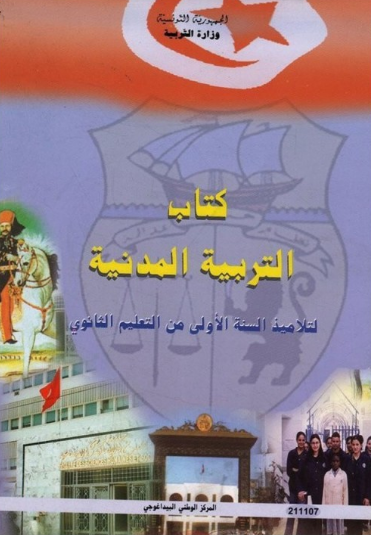 الجمهورية التونسية
وزارة التربية
كتاب
التربية المدنية
لتلاميذ السنة الأولى من التعليم الثانوي
المركز الوطني البيداغوجي
211107